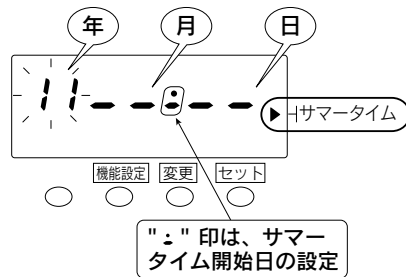 年 月 日
11 - - - -
サマータイム
機能設定 変更 セット
"：" 印は、サマー
タイム開始日の設定